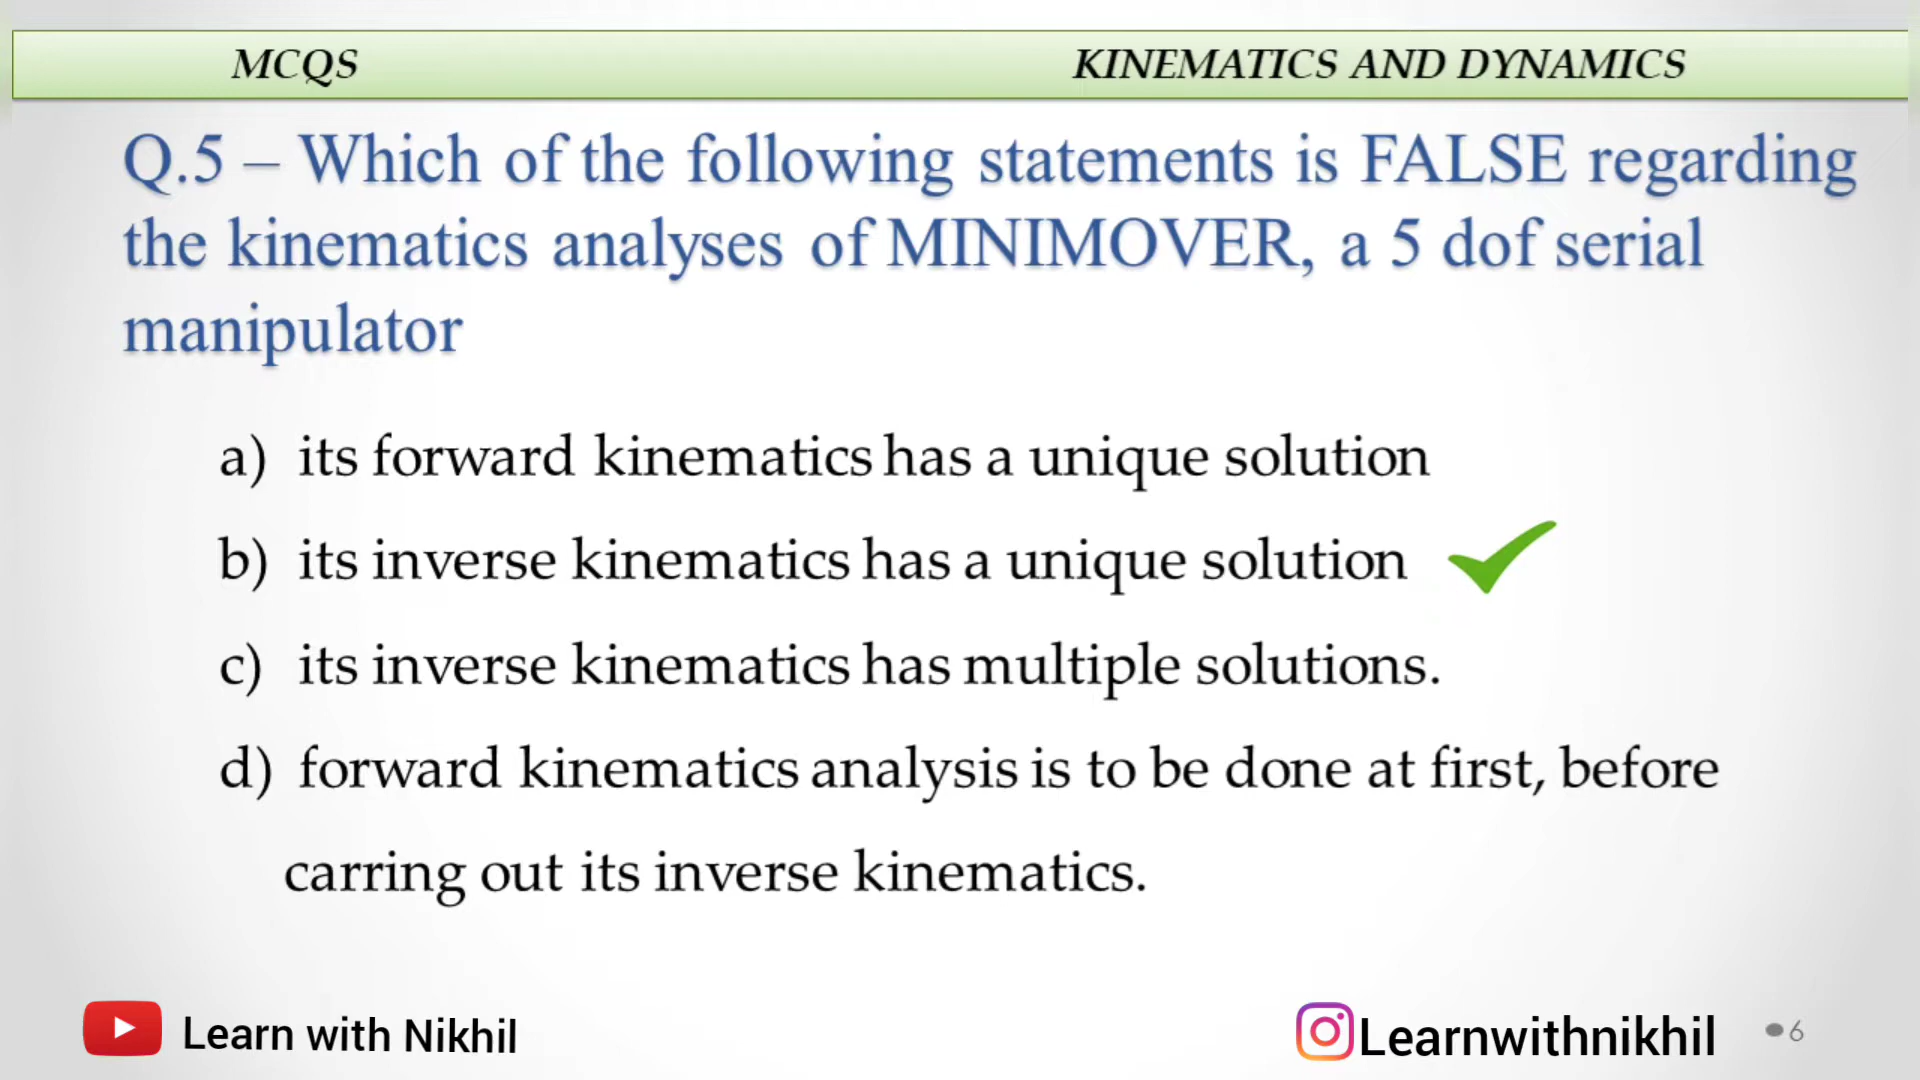 MCQS KINEMATICS AND DYNAMICS
Q.5 – Which of the following statements is FALSE regarding
the kinematics analyses of MINIMOVER, a 5 dof serial
manipulator
a) its forward kinematics has a unique solution
b) its inverse kinematics has a unique solution
c) its inverse kinematics has multiple solutions.
d) forward kinematics analysis is to be done at first, before
carring out its inverse kinematics.
Learn with Nikhil Learnwithnikhil 6